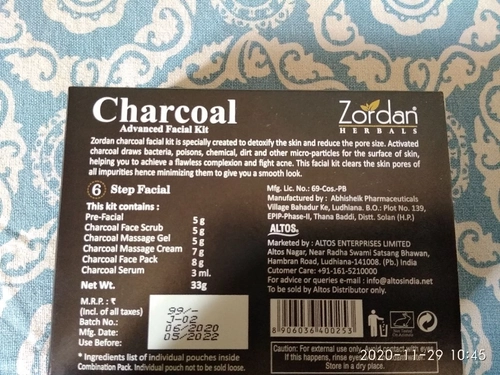 Charcoal
Advanced Facial Kit
Zordan
HERBALS
Zordan charcoal facial kit is specially created to detoxify the skin and reduce the pore size. Activated
charcoal draws bacteria, poisons, chemical, dirt and other micro-particles for the surface of skin,
helping you to achieve a flawless complexion and fight acne. This facial kit clears the skin pores of
all impurities hence minimizing them to give you a smooth look.
6 Step Facial
This kit contains :
Pre-Facial 5 g
Charcoal Face Scrub 5 g
Charcoal Massage Gel 5 g
Charcoal Massage Cream 7 g
Charcoal Face Pack 8 g
Charcoal Serum 3 ml.
Net Wt. 33g
M.R.P. : ₹ 99/-
(Incl. of all taxes)
Batch No.: J-02
Mfg. Date: 06/2020
Use Before: 05/2022
* Ingredients list of individual pouches inside
Combination Pack. Individual pouch not to be sold loose.
Mfg. Lic. No.: 69-Cos.-PB
Manufactured by : Abhisheik Pharmaceuticals
Village Bahadur Ke, Ludhiana. B.O.: Plot No. 139,
EPIP-Phase-II, Thana Baddi, Distt. Solan (H.P.)
ALTOS
Marketed by : ALTOS ENTERPRISES LIMITED
Altos Nagar, Near Radha Swami Satsang Bhawan,
Hambran Road, Ludhiana-141008. (Pb.) India
Cutomer Care: +91-161-5210000
For advice or queries e-mail : info@altosindia.net
To be sold by Altos Distributor only.
8 906036 400253
Caution: Avoid contact with eyes
If this happens, rinse eyes
Store in a dry place.
2020-11-29 10:45